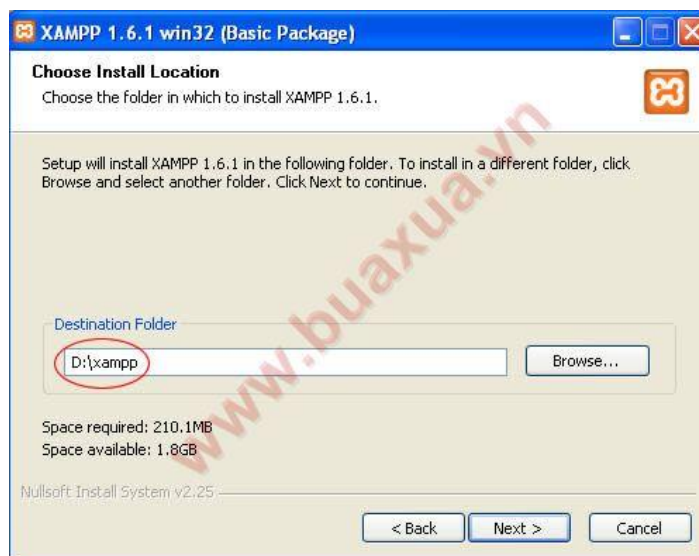 XAMPP 1.6.1 win32 (Basic Package)
Choose Install Location
Choose the folder in which to install XAMPP 1.6.1.
Setup will install XAMPP 1.6.1 in the following folder. To install in a different folder, click
Browse and select another folder. Click Next to continue.
www.buaxua.vn
Destination Folder
D:\xampp
Browse...
Space required: 210.1MB
Space available: 1.8GB
Nullsoft Install System v2.25
< Back
Next >
Cancel